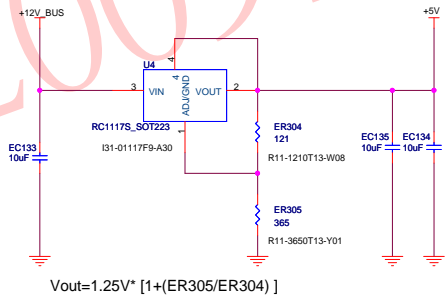 +12V_BUS
+5V
U4
4
4
3
VIN
VOUT
2
ADJ/GND
1
RC1117S_SOT223
I31-01117F9-A30
EC133
10uF
ER304
121
R11-1210T13-W08
EC135
10uF
EC134
10uF
ER305
365
R11-3650T13-Y01
Vout=1.25V* [1+(ER305/ER304) ]